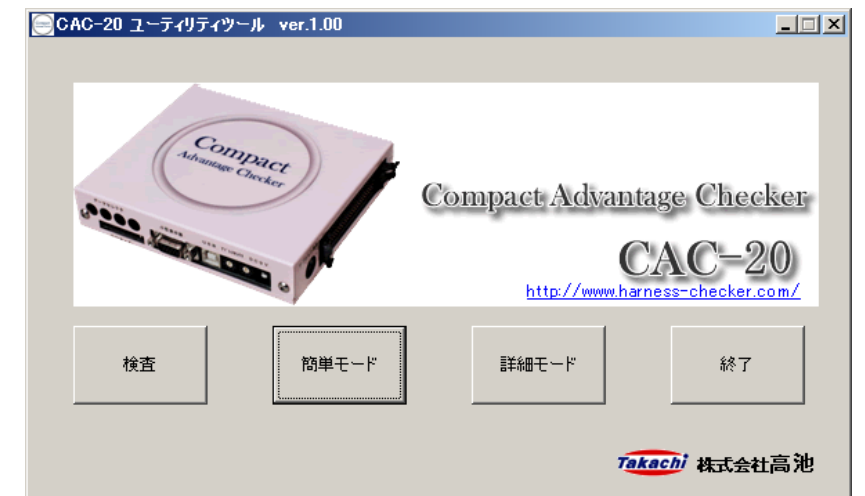 CAC-20 ユーティリティツール ver.1.00
Compact
Advantage Checker
Compact Advantage Checker
CAC-20
http://www.harness-checker.com/
検査
簡単モード
詳細モード
終了
Takachi 株式会社高池